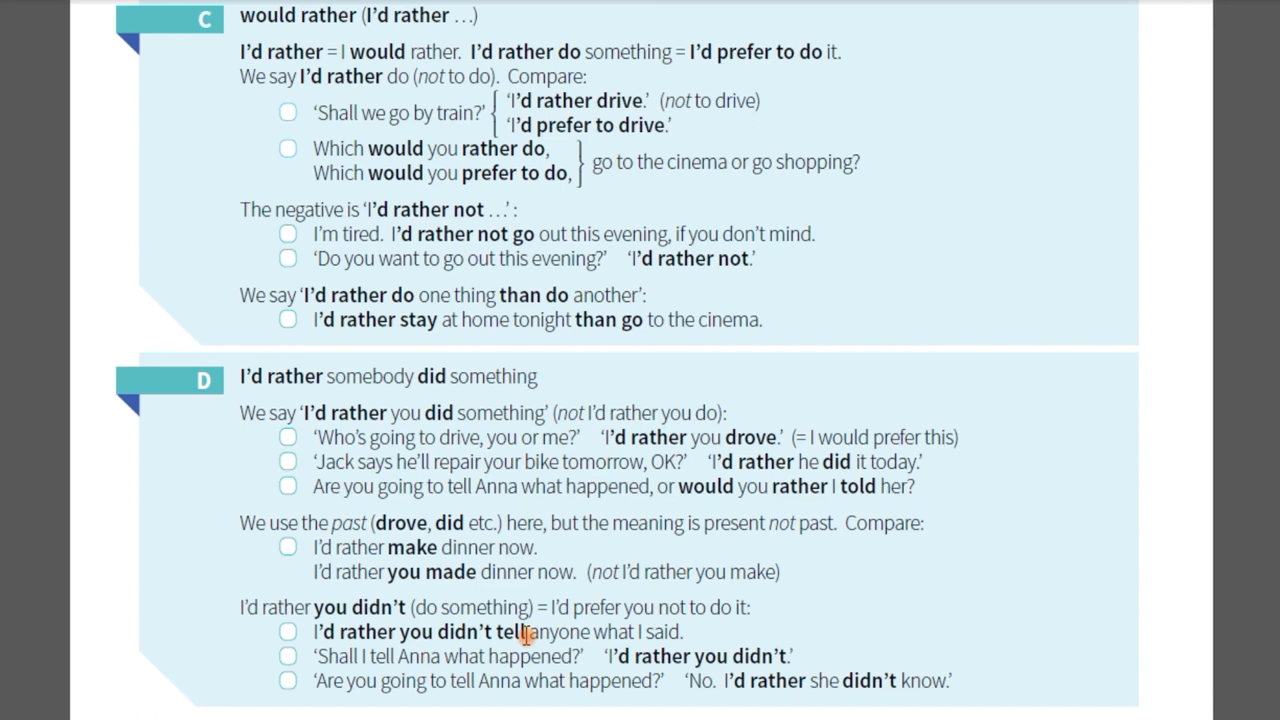 C
would rather (I’d rather …)
I’d rather = I would rather. I’d rather do something = I’d prefer to do it.
We say I’d rather do (not to do). Compare:
‘Shall we go by train?’ ‘I’d rather drive.’ (not to drive)
‘I’d prefer to drive.’
Which would you rather do,
Which would you prefer to do, go to the cinema or go shopping?
The negative is ‘I’d rather not …’ :
I’m tired. I’d rather not go out this evening, if you don’t mind.
‘Do you want to go out this evening?’ ‘I’d rather not.’
We say ‘I’d rather do one thing than do another’:
I’d rather stay at home tonight than go to the cinema.
D
I’d rather somebody did something
We say ‘I’d rather you did something’ (not I’d rather you do):
‘Who’s going to drive, you or me?’ ‘I’d rather you drove.’ (= I would prefer this)
‘Jack says he’ll repair your bike tomorrow, OK?’ ‘I’d rather he did it today.’
Are you going to tell Anna what happened, or would you rather I told her?
We use the past (drove, did etc.) here, but the meaning is present not past. Compare:
I’d rather make dinner now.
I’d rather you made dinner now. (not I’d rather you make)
I’d rather you didn’t (do something) = I’d prefer you not to do it:
I’d rather you didn’t tell anyone what I said.
‘Shall I tell Anna what happened?’ ‘I’d rather you didn’t.’
‘Are you going to tell Anna what happened?’ ‘No. I’d rather she didn’t know.’